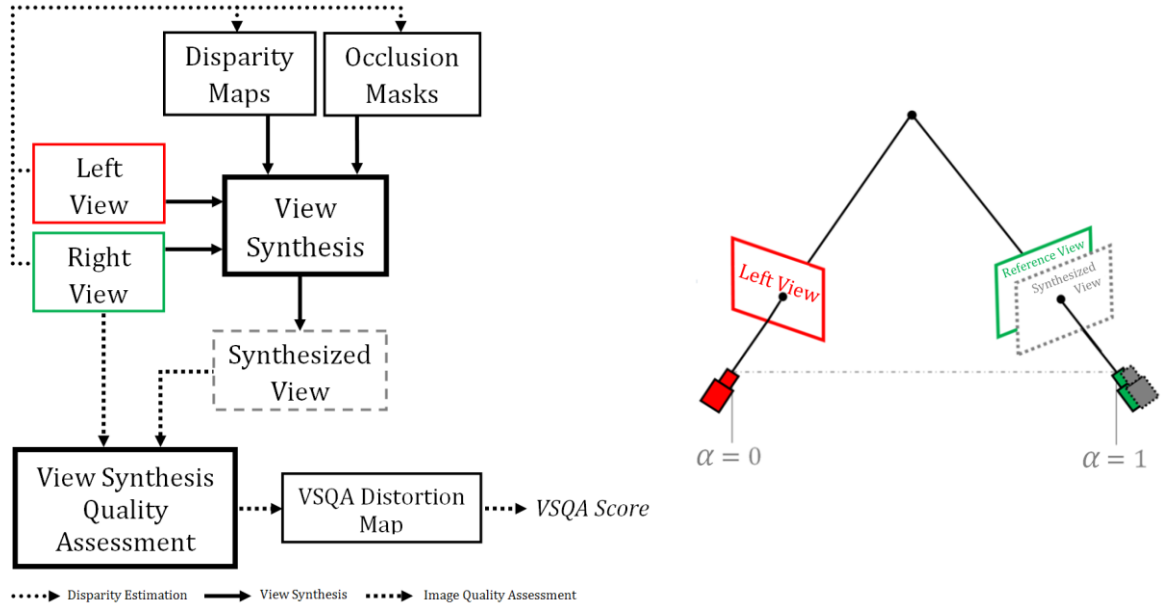 Disparity
Maps
Occlusion
Masks
Left
View
Right
View
View
Synthesis
Synthesized
View
View Synthesis
Quality
Assessment
VSQA Distortion
Map
VSQA Score
Disparity Estimation
View Synthesis
Image Quality Assessment
Left View
Reference View
Synthesized
View
α = 0
α = 1